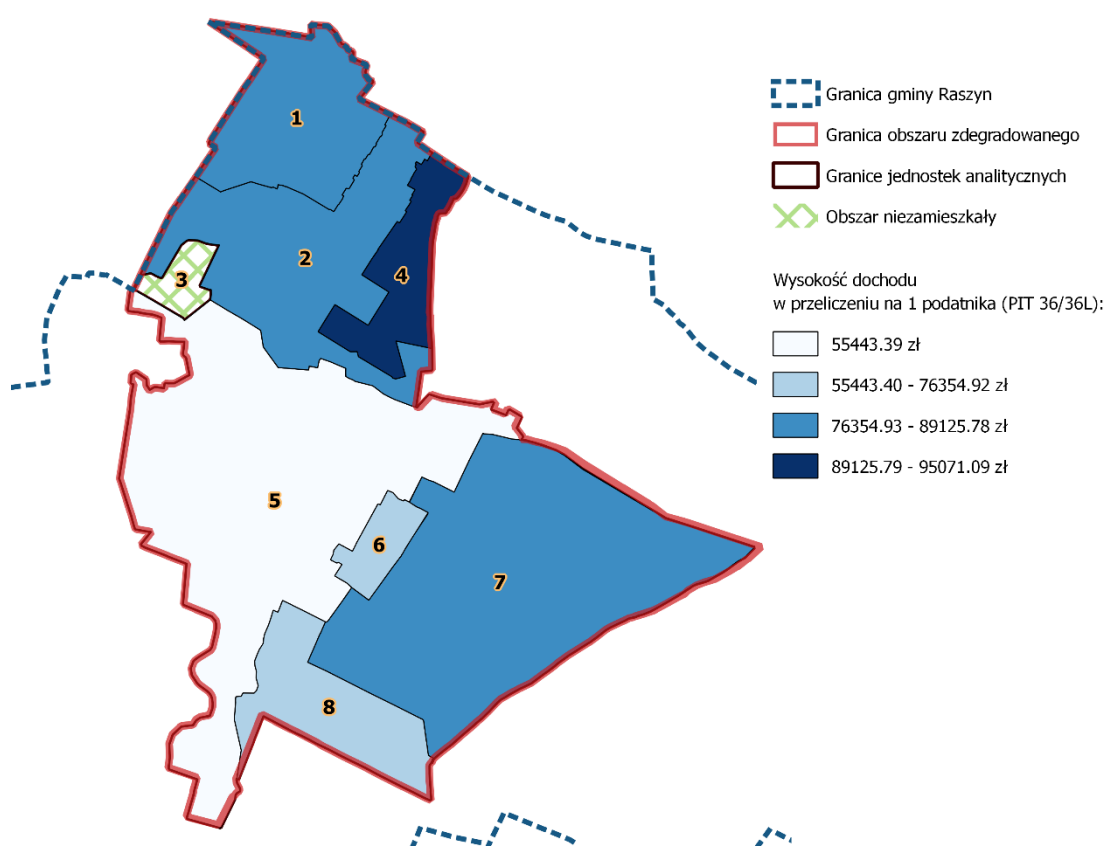 1
2
3
4
5
6
7
8
Granica gminy Raszyn
Granica obszaru zdegradowanego
Granice jednostek analitycznych
Obszar niezamieszkały
Wysokość dochodu
w przeliczeniu na 1 podatnika (PIT 36/36L):
55443.39 zł
55443.40 - 76354.92 zł
76354.93 - 89125.78 zł
89125.79 - 95071.09 zł